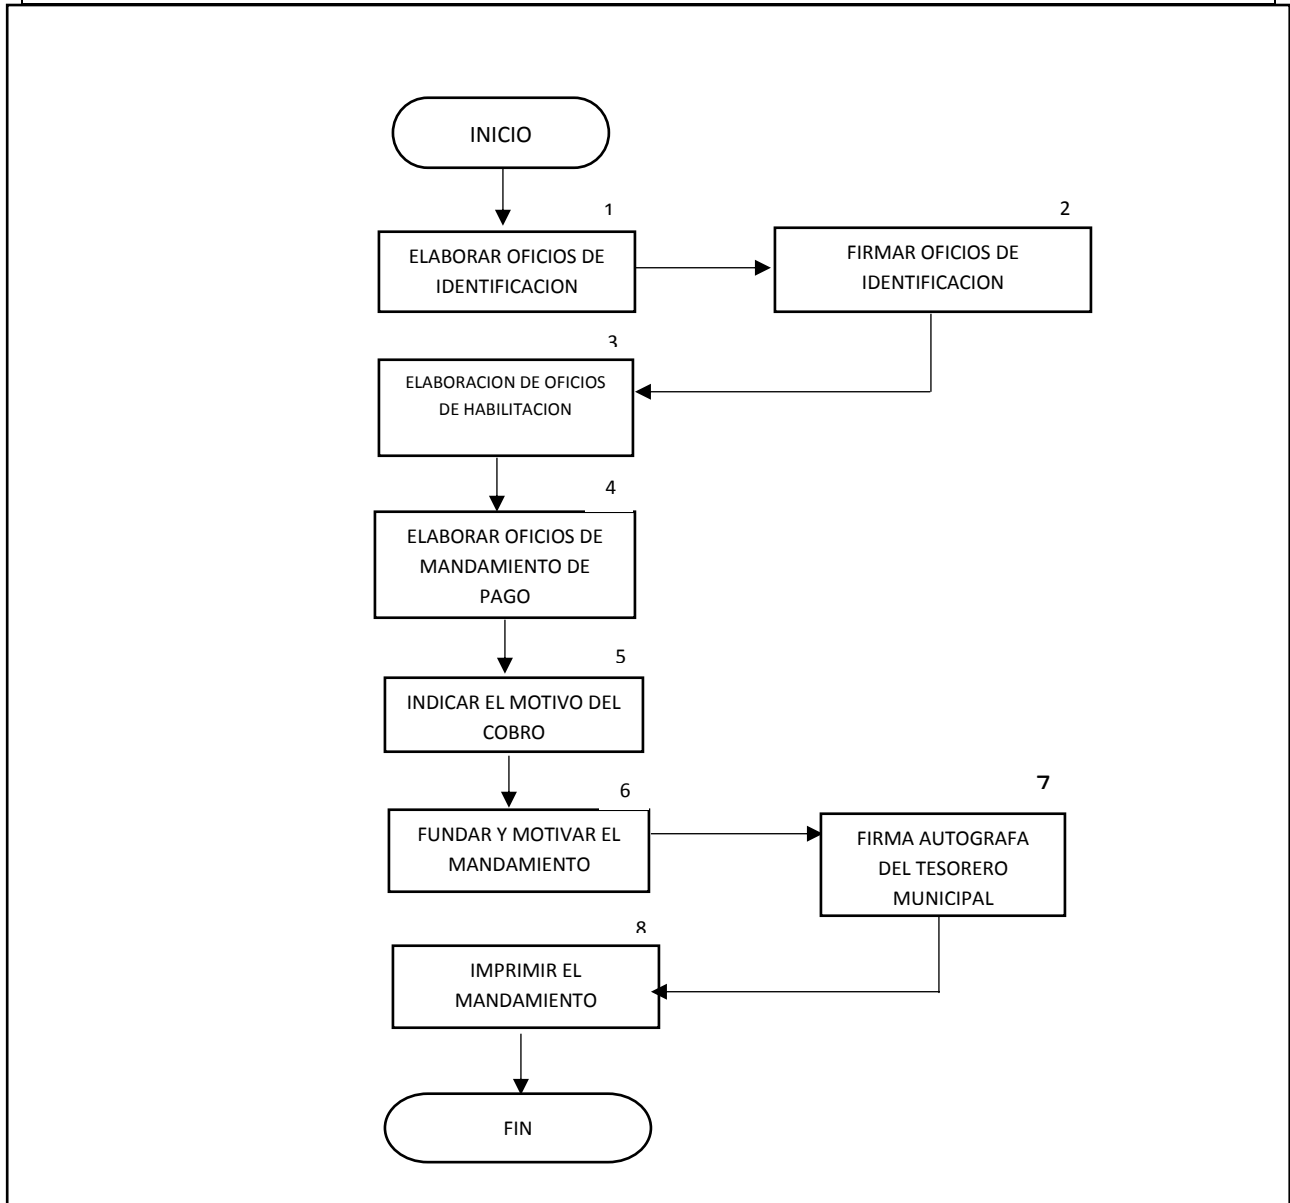 INICIO
1
2
ELABORAR OFICIOS DE
IDENTIFICACION
FIRMAR OFICIOS DE
IDENTIFICACION
3
ELABORACION DE OFICIOS
DE HABILITACION
4
ELABORAR OFICIOS DE
MANDAMIENTO DE
PAGO
5
INDICAR EL MOTIVO DEL
COBRO
6
7
FUNDAR Y MOTIVAR EL
MANDAMIENTO
FIRMA AUTOGRAFA
DEL TESORERO
MUNICIPAL
8
IMPRIMIR EL
MANDAMIENTO
FIN